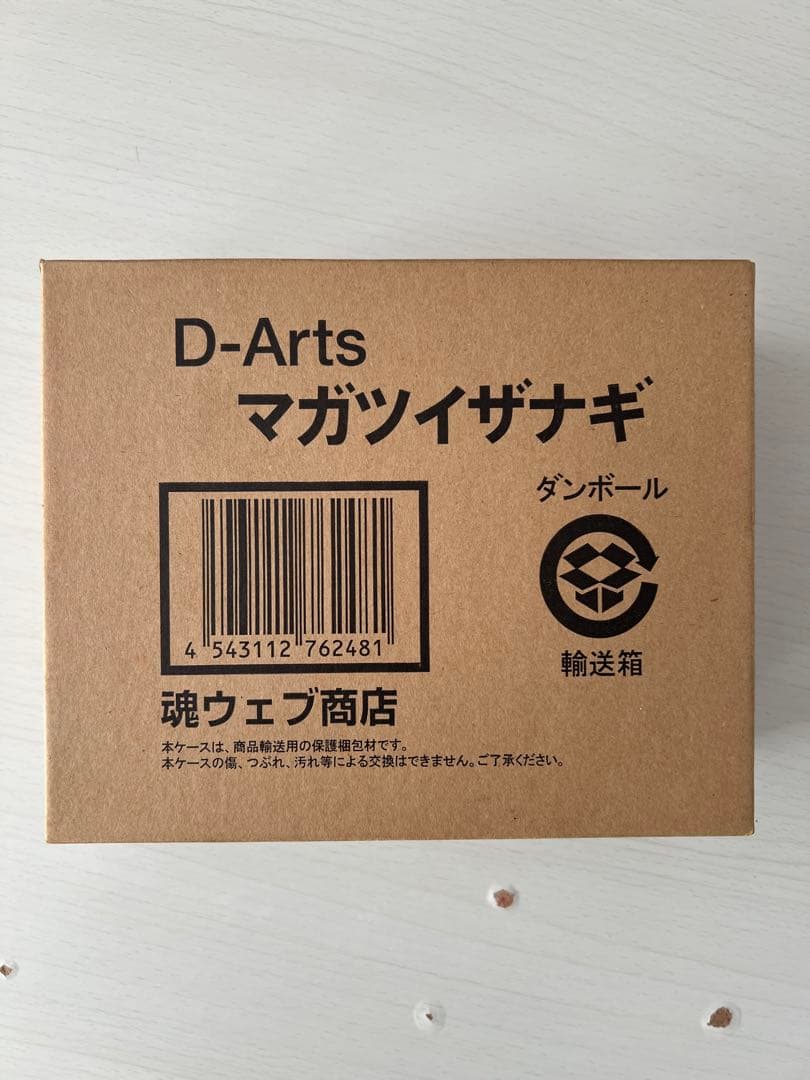 D-Arts
マガツイザナギ
ダンボール
4 543112 762481
輸送箱
魂ウェブ商店
本ケースは、商品輸送用の保護梱包材です。
本ケースの傷、つぶれ、汚れ等による交換はできません。ご了承ください。